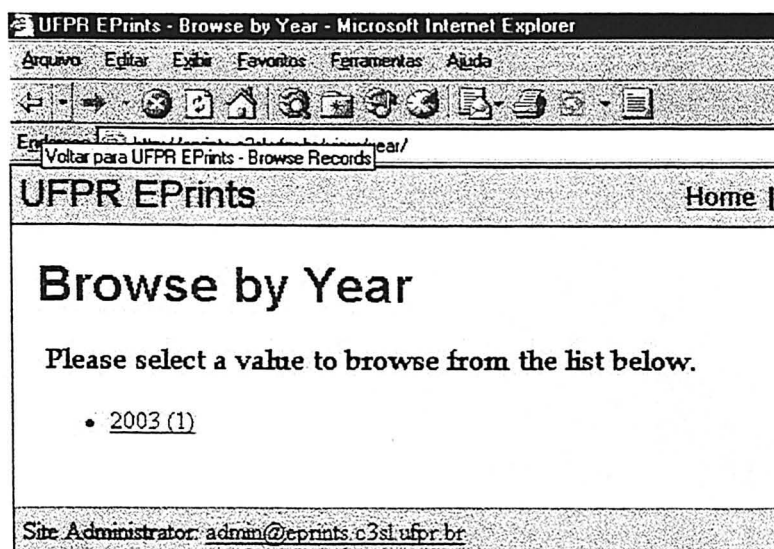 UFPR EPrints - Browse by Year - Microsoft Internet Explorer
Arquivo Editar Exibir Favoritos Ferramentas Ajuda
/year/
Voltar para UFPR EPrints - Browse Records
UFPR EPrints Home |
Browse by Year
Please select a value to browse from the list below.
• 2003 (1)
Site Administrator: admin@eprints.c3sl.ufpr.br